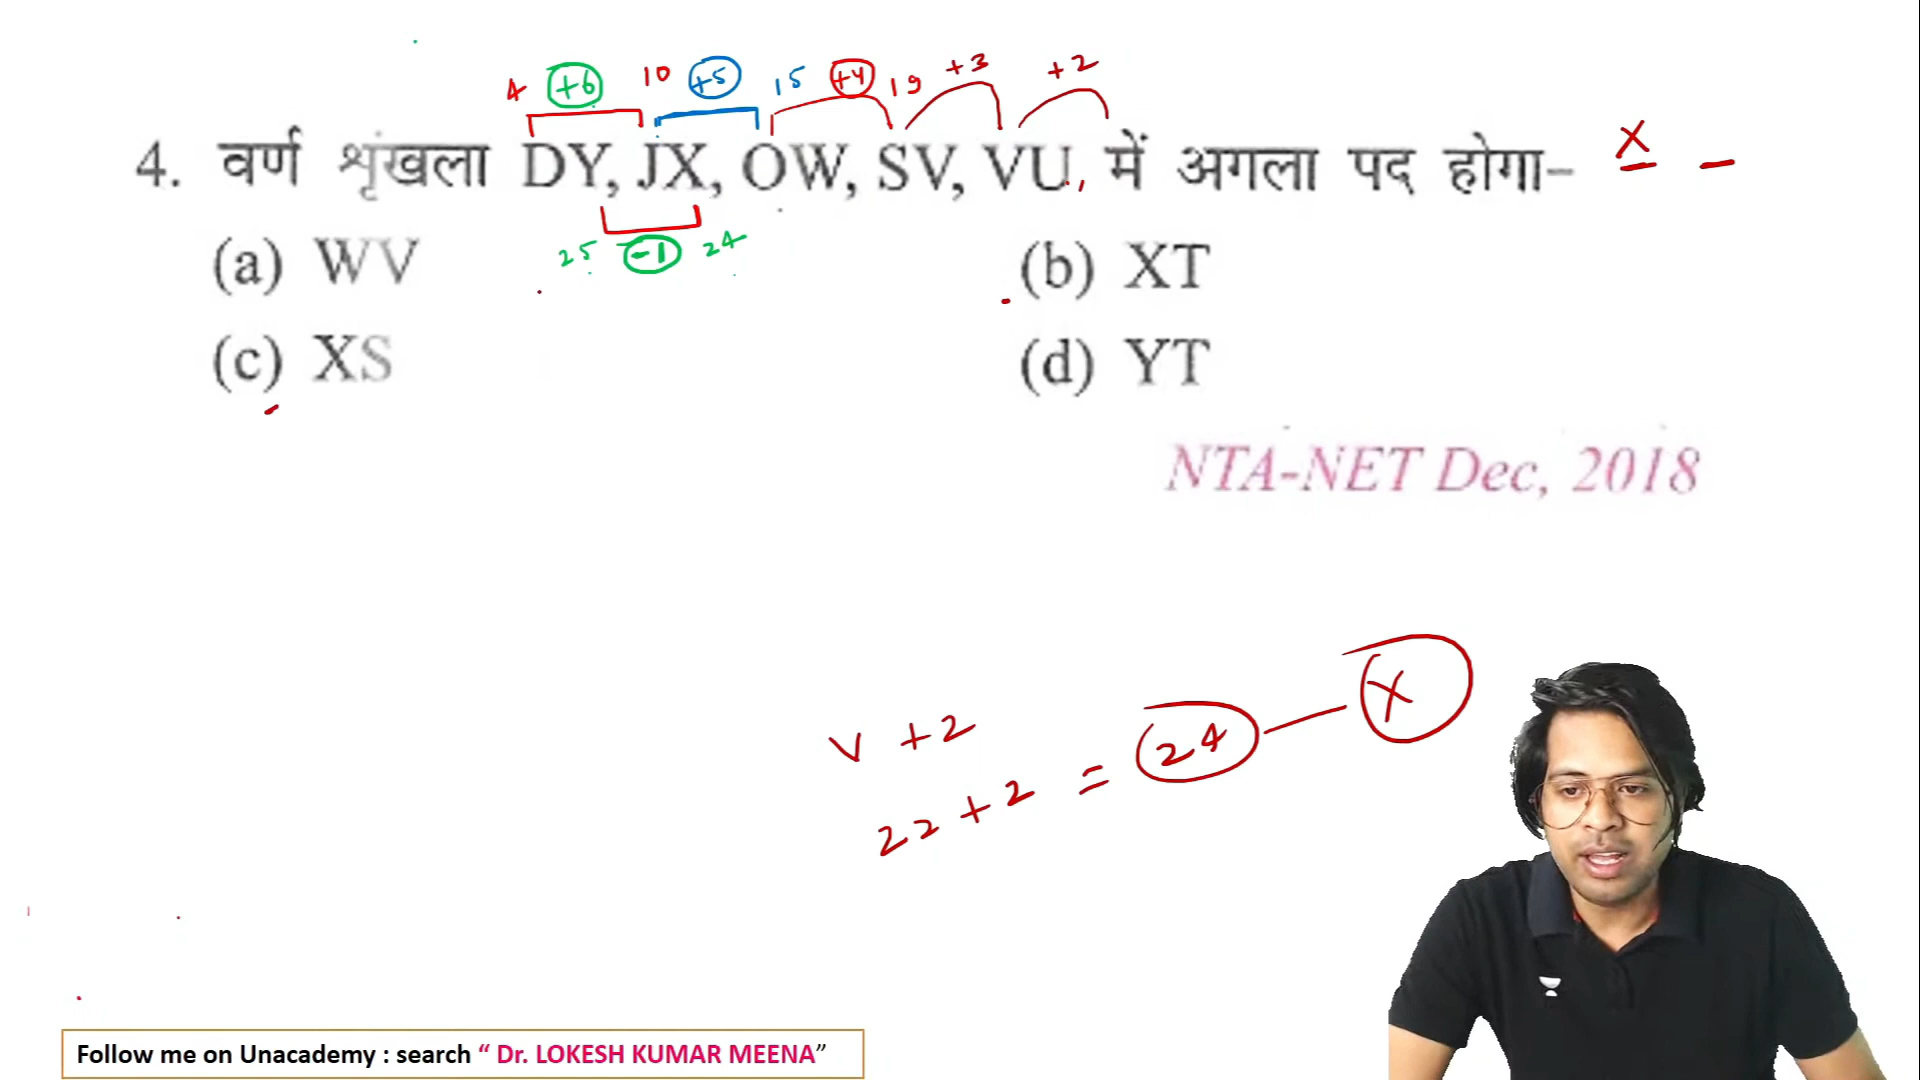 4 +6 10 +5 15 +4 19 +3 +2
4. वर्ण शृंखला DY, JX, OW, SV, VU, में अगला पद होगा– X –
25 -1 24
(a) WV (b) XT
(c) XS (d) YT
NTA-NET Dec, 2018
V +2
22 +2 = 24 — X
Follow me on Unacademy : search “ Dr. LOKESH KUMAR MEENA”